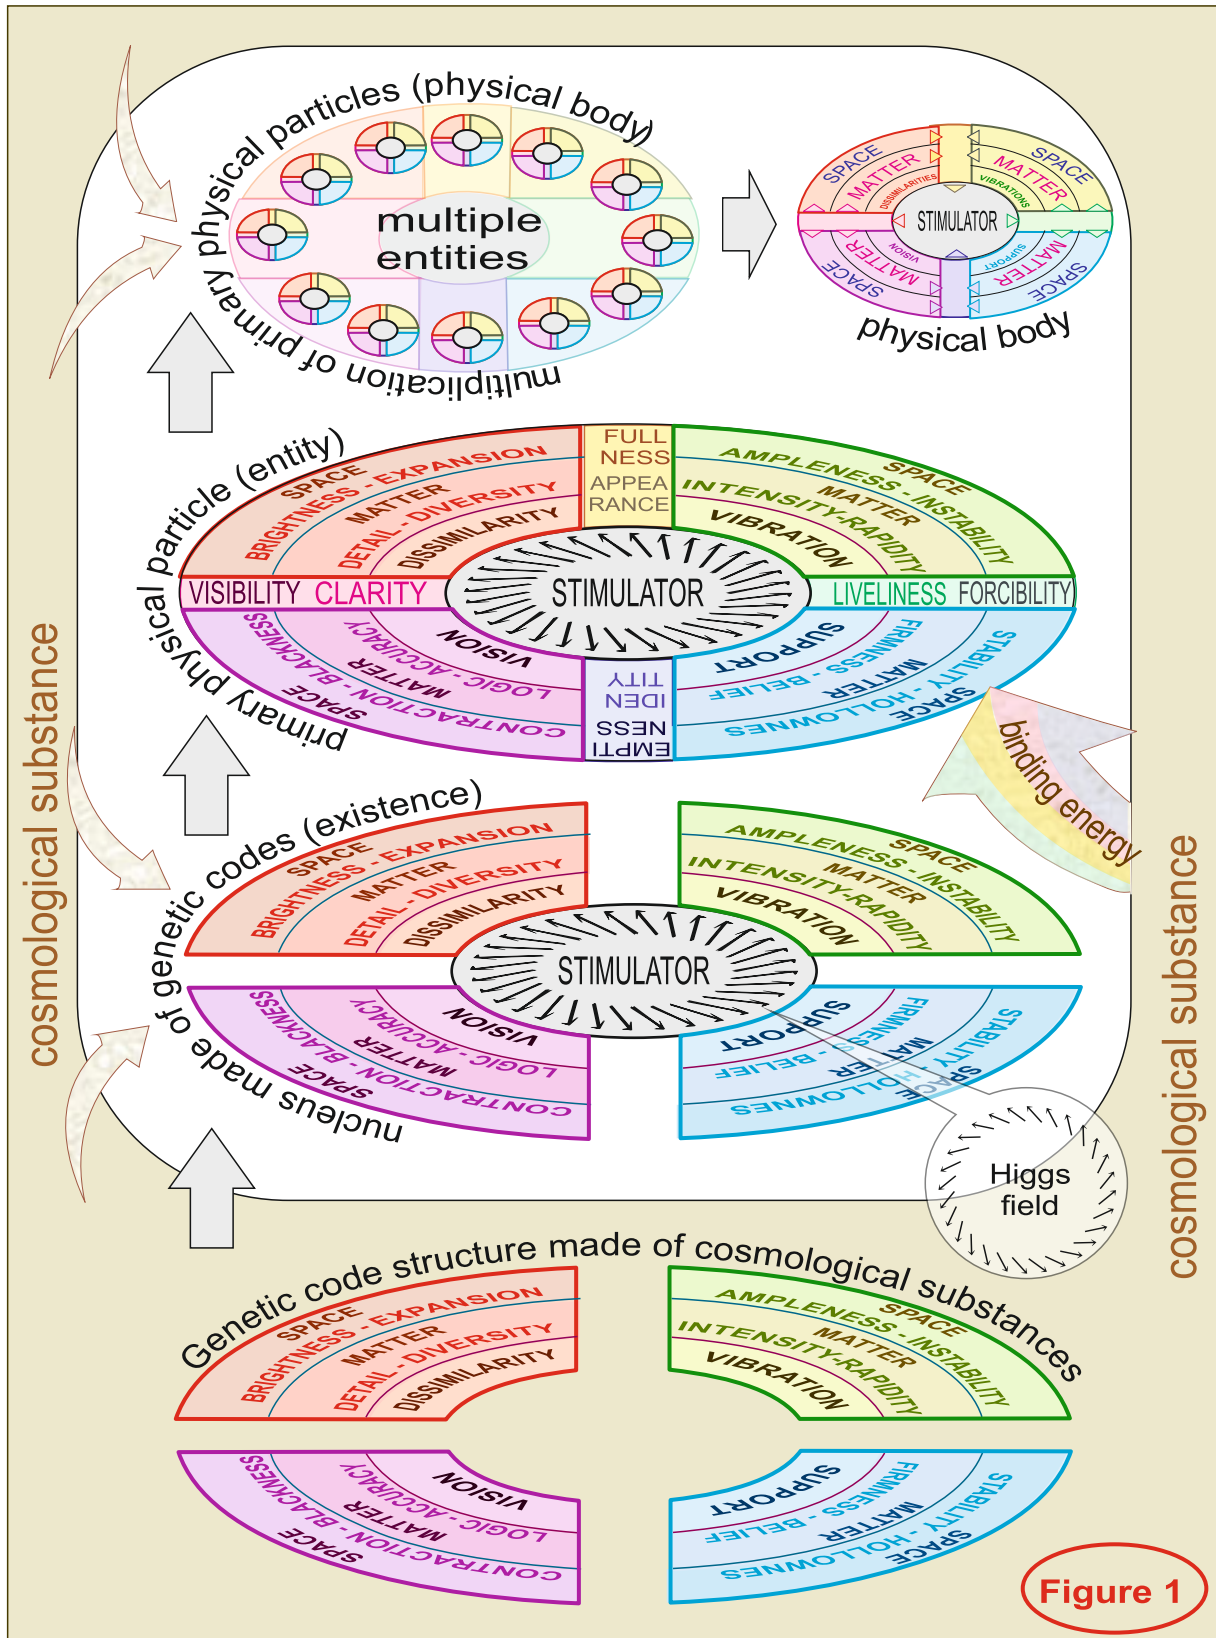 multiplication of primary physical particles (physical body)
multiple
entities
SPACE
MATTER
DISSIMILARITIES
SPACE
MATTER
VIBRATIONS
STIMULATOR
VISION
MATTER
SPACE
SUPPORT
MATTER
SPACE
physical body
primary physical particle (entity)
SPACE
BRIGHTNESS - EXPANSION
MATTER
DETAIL - DIVERSITY
DISSIMILARITY
FULL
NESS
APPEA
RANCE
SPACE
AMPLENESS - INSTABILITY
MATTER
INTENSITY-RAPIDITY
VIBRATION
VISIBILITY CLARITY
STIMULATOR
LIVELINESS FORCIBILITY
VISION
LOGIC - ACCURACY
MATTER
CONTRACTION - BLACKNESS
SPACE
EMPTI
NESS
IDEN
TITY
SUPPORT
FIRMNESS - BELIEF
MATTER
STABILITY - HOLLOWNES
SPACE
binding energy
cosmological substance
cosmological substance
nucleus made of genetic codes (existence)
SPACE
BRIGHTNESS - EXPANSION
MATTER
DETAIL - DIVERSITY
DISSIMILARITY
SPACE
AMPLENESS - INSTABILITY
MATTER
INTENSITY-RAPIDITY
VIBRATION
STIMULATOR
VISION
LOGIC - ACCURACY
MATTER
CONTRACTION - BLACKNESS
SPACE
SUPPORT
FIRMNESS - BELIEF
MATTER
STABILITY - HOLLOWNES
SPACE
Higgs
field
Genetic code structure made of cosmological substances
SPACE
BRIGHTNESS - EXPANSION
MATTER
DETAIL - DIVERSITY
DISSIMILARITY
SPACE
AMPLENESS - INSTABILITY
MATTER
INTENSITY-RAPIDITY
VIBRATION
VISION
LOGIC - ACCURACY
MATTER
CONTRACTION - BLACKNESS
SPACE
SUPPORT
FIRMNESS - BELIEF
MATTER
STABILITY - HOLLOWNES
SPACE
Figure 1